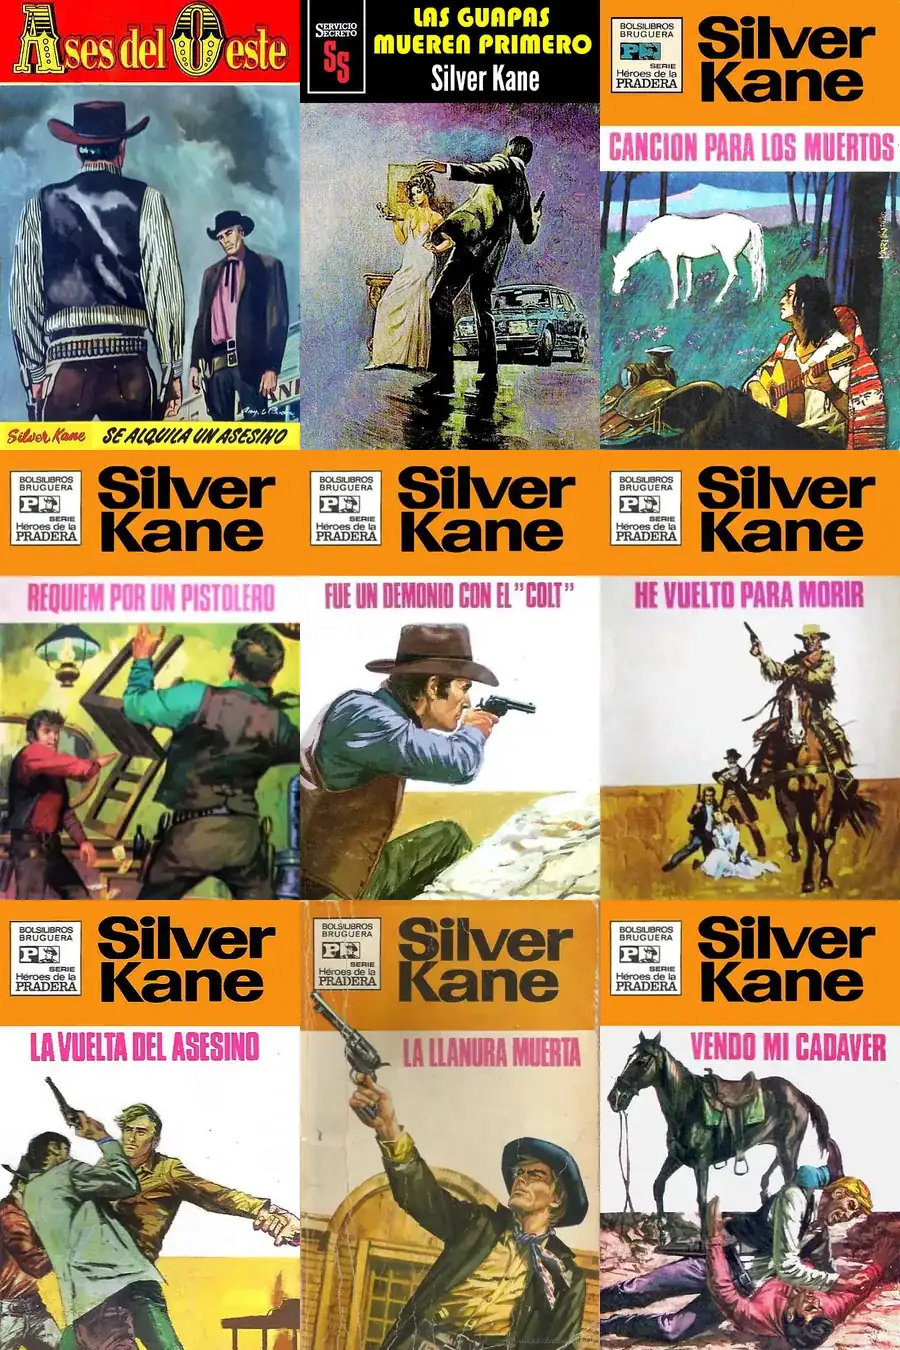 Ases del Oeste
Silver Kane SE ALQUILA UN ASESINO
SERVICIO
SECRETO
SS
LAS GUAPAS
MUEREN PRIMERO
Silver Kane
BOLSILIBROS
BRUGUERA
SERIE
Héroes de la
PRADERA
Silver
Kane
CANCION PARA LOS MUERTOS
BOLSILIBROS
BRUGUERA
SERIE
Héroes de la
PRADERA
Silver
Kane
REQUIEM POR UN PISTOLERO
BOLSILIBROS
BRUGUERA
SERIE
Héroes de la
PRADERA
Silver
Kane
FUE UN DEMONIO CON EL "COLT"
BOLSILIBROS
BRUGUERA
SERIE
Héroes de la
PRADERA
Silver
Kane
HE VUELTO PARA MORIR
BOLSILIBROS
BRUGUERA
SERIE
Héroes de la
PRADERA
Silver
Kane
LA VUELTA DEL ASESINO
BOLSILIBROS
BRUGUERA
SERIE
Héroes de la
PRADERA
Silver
Kane
LA LLANURA MUERTA
BOLSILIBROS
BRUGUERA
SERIE
Héroes de la
PRADERA
Silver
Kane
VENDO MI CADAVER